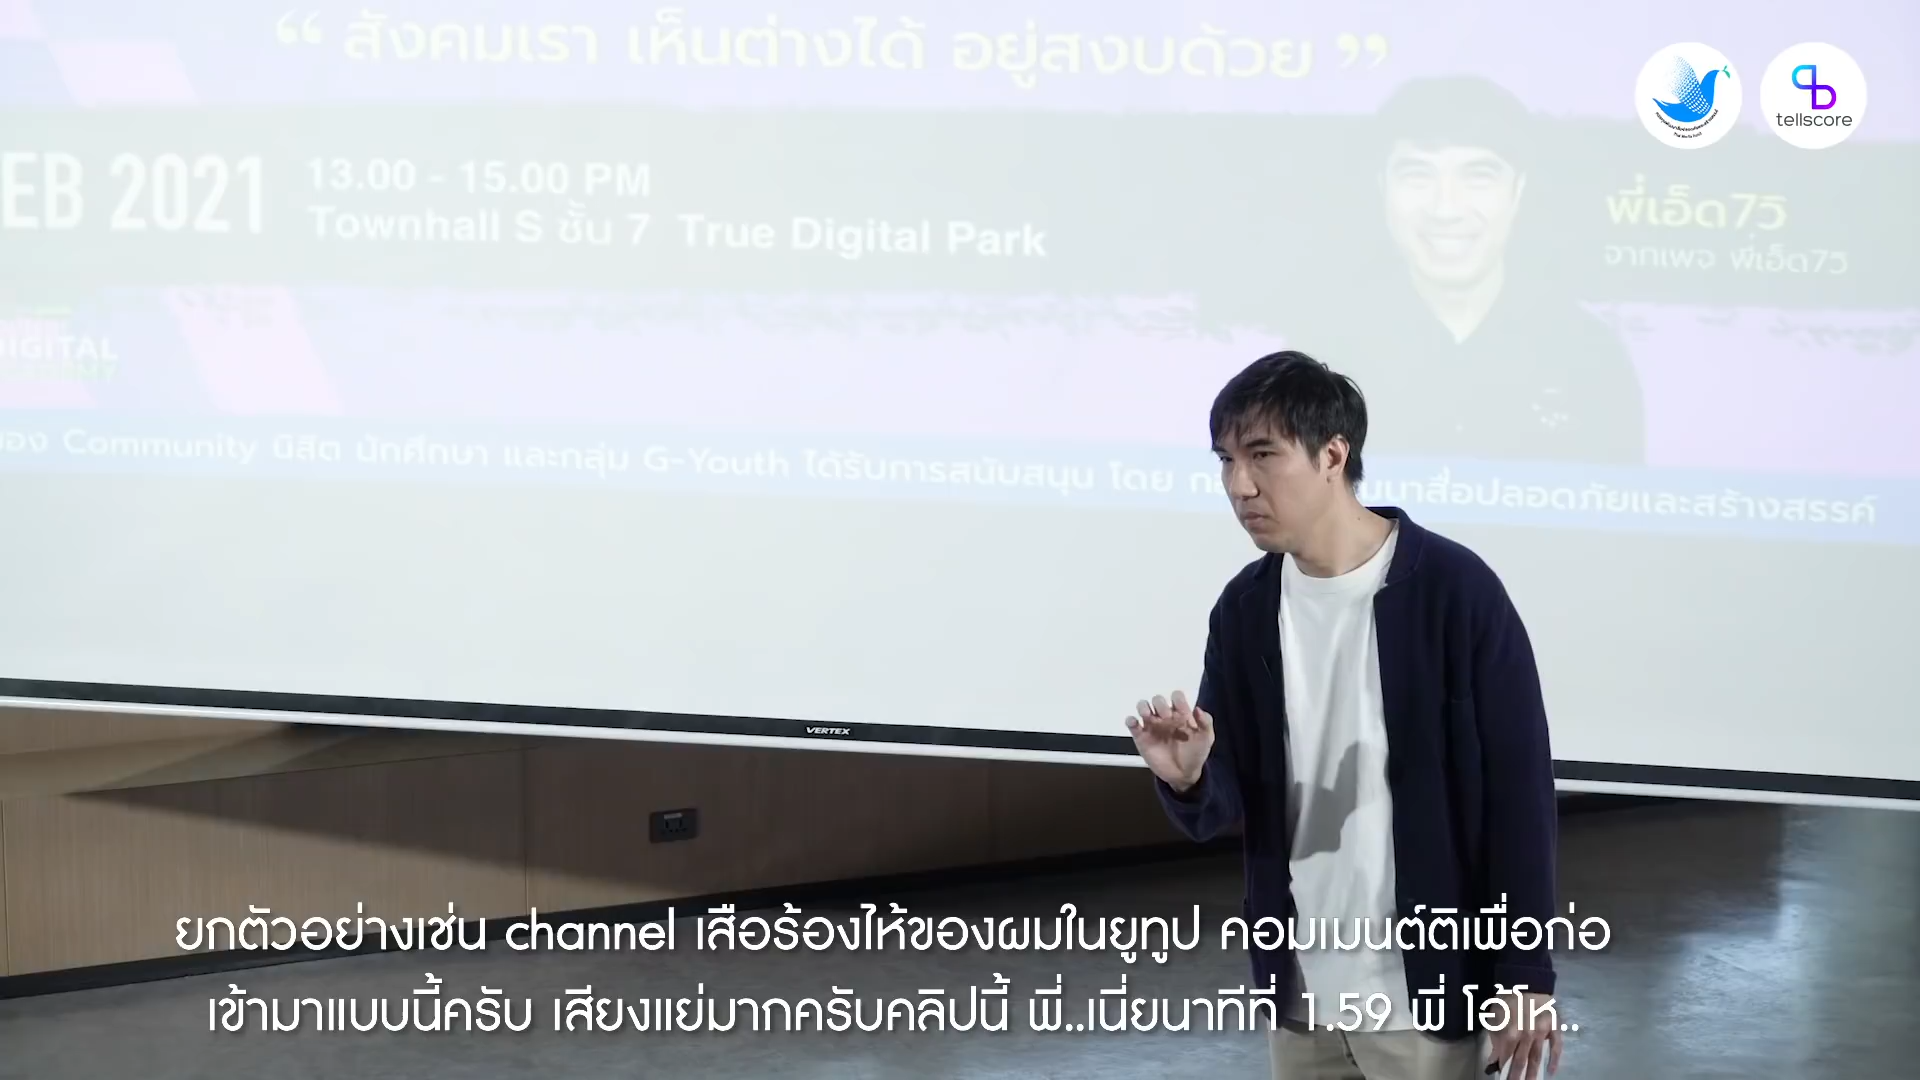 “ สังคมเรา เห็นต่างได้ อยู่สงบด้วย ”
EB 2021
13.00 - 15.00 PM
Townhall S ชั้น 7 True Digital Park
พี่เอ็ด7วิ
จากเพจ พี่เอ็ด7วิ
tellscore
DIGITAL
ของ Community นิสิต นักศึกษา และกลุ่ม G-Youth ได้รับการสนับสนุน โดย นาสื่อปลอดภัยและสร้างสรรค์
VERTEX
ยกตัวอย่างเช่น channel เสือร้องไห้ของผมในยูทูป คอมเมนต์ติเพื่อก่อ
เข้ามาแบบนี้ครับ เสียงแย่มากครับคลิปนี้ พี่..เนี่ยนาทีที่ 1.59 พี่ โอ้โห..